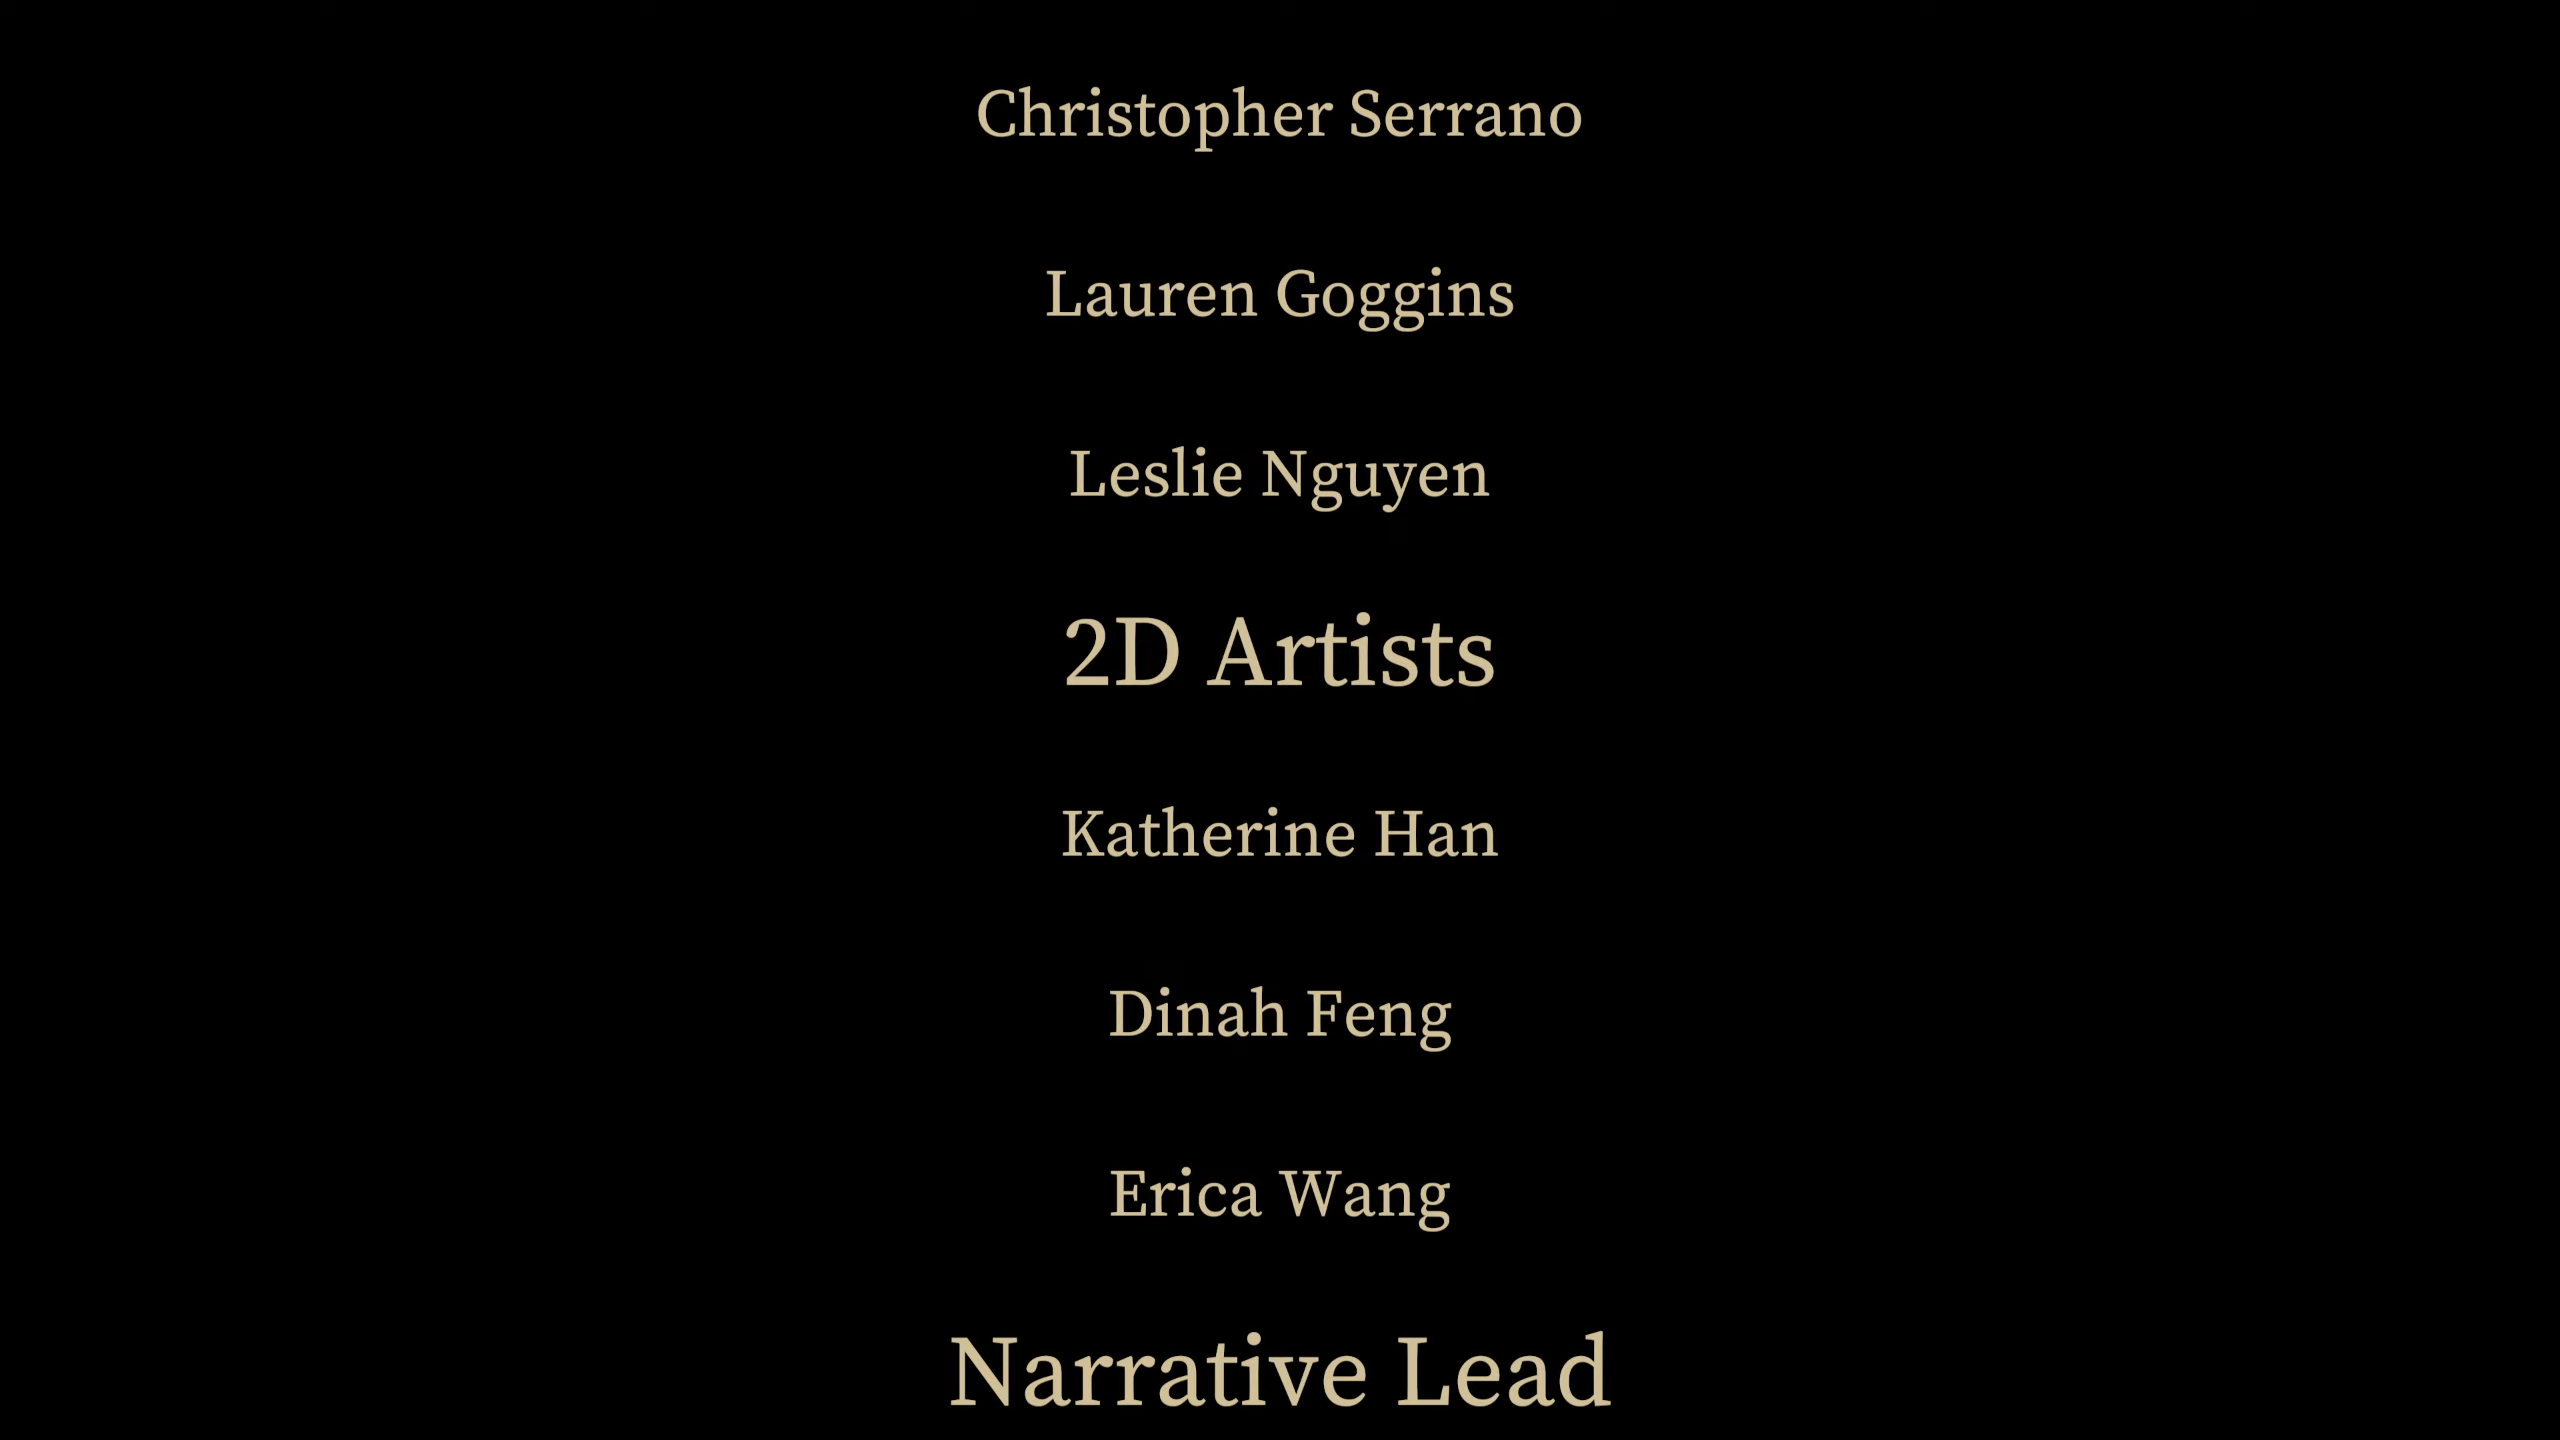 Christopher Serrano
Lauren Goggins
Leslie Nguyen
2D Artists
Katherine Han
Dinah Feng
Erica Wang
Narrative Lead